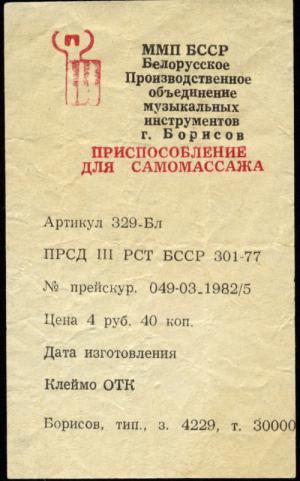 ММП БССР
Белорусское
Производственное
объединение
музыкальных
инструментов
г. Борисов
ПРИСПОСОБЛЕНИЕ
ДЛЯ САМОМАССАЖА
Артикул 329-Бл
ПРСД III РСТ БССР 301-77
№ прейскур. 049-03_1982/5
Цена 4 руб. 40 коп.
Дата изготовления
Клеймо ОТК
Борисов, тип., з. 4229, т. 30000